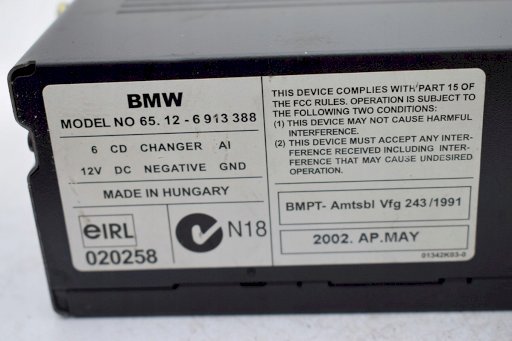 BMW
MODEL NO 65. 12 - 6 913 388
6 CD CHANGER AI
12V DC NEGATIVE GND
MADE IN HUNGARY
eIRL
020258
N18
THIS DEVICE COMPLIES WITH PART 15 OF
THE FCC RULES. OPERATION IS SUBJECT TO
THE FOLLOWING TWO CONDITIONS:
(1) THIS DEVICE MAY NOT CAUSE HARMFUL
INTERFERENCE.
(2) THIS DEVICE MUST ACCEPT ANY INTER-
FERENCE RECEIVED INCLUDING INTER-
FERENCE THAT MAY CAUSE UNDESIRED
OPERATION.
BMPT- Amtsbl Vfg 243/1991
2002. AP.MAY
01342K03-0